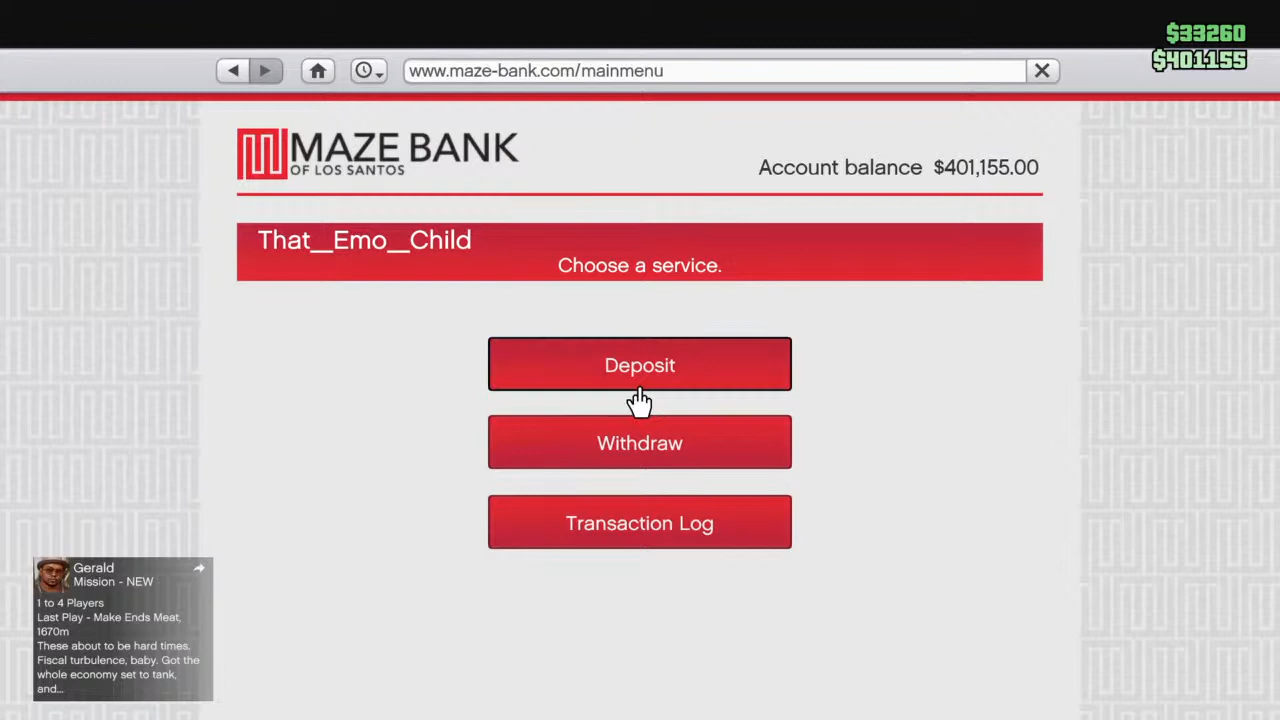 $33260
$401155
www.maze-bank.com/mainmenu
MAZE BANK
OF LOS SANTOS
Account balance $401,155.00
That__Emo__Child
Choose a service.
Deposit
Withdraw
Transaction Log
Gerald
Mission - NEW
1 to 4 Players
Last Play - Make Ends Meat,
1670m
These about to be hard times.
Fiscal turbulence, baby. Got the
whole economy set to tank,
and...